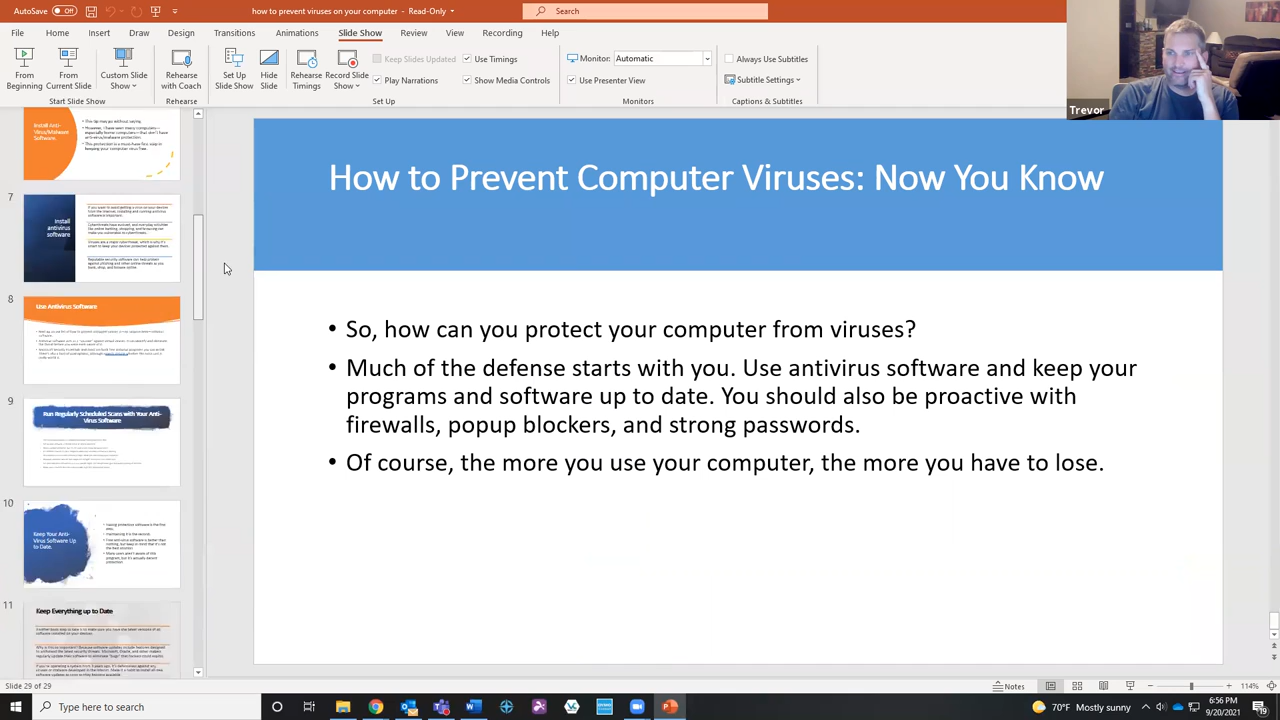 AutoSave Off
how to prevent viruses on your computer - Read-Only
Search
File Home Insert Draw Design Transitions Animations Slide Show Review View Recording Help
From Beginning
From Current Slide
Custom Slide Show
Rehearse with Coach
Set Up Slide Show
Hide Slide
Rehearse Timings
Record Slide Show
Keep Slides Updated
Play Narrations
Use Timings
Show Media Controls
Monitor: Automatic
Use Presenter View
Always Use Subtitles
Subtitle Settings
Start Slide Show
Rehearse
Set Up
Monitors
Captions & Subtitles
Trevor
Install Anti-
Virus/Malware
Software.
7
Install
antivirus
software
8
Use Antivirus Software
9
Run Regularly Scheduled Scans with Your Anti-
Virus Software
10
Keep Your Anti-
Virus Software Up
to Date.
11
Keep Everything up to Date
How to Prevent Computer Viruses: Now You Know
• So, how can you protect your computer from viruses?
• Much of the defense starts with you. Use antivirus software and keep your
programs and software up to date. You should also be proactive with
firewalls, popup blockers, and strong passwords.
• Of course, the more you use your computer, the more you have to lose.
Slide 29 of 29
Notes
114%
Type here to search
70°F Mostly sunny
6:56 PM
9/20/2021
19